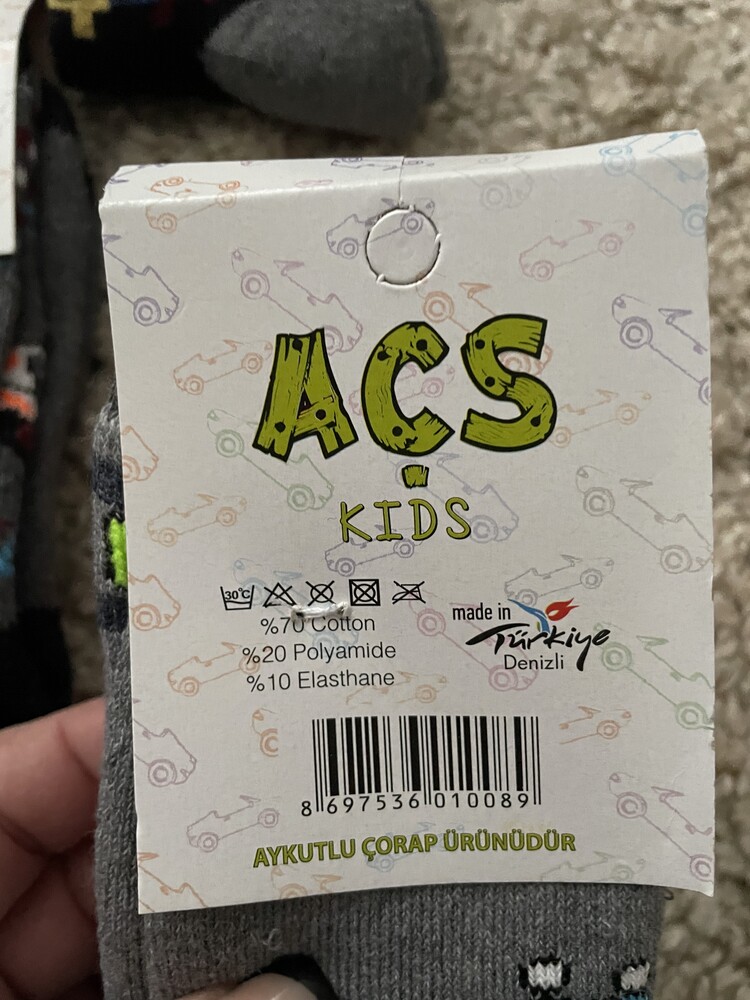 AÇS
KIDS
30°C
%70 Cotton
%20 Polyamide
%10 Elasthane
made in
Türkiye
Denizli
8 697536 010089
AYKUTLU ÇORAP ÜRÜNÜDÜR